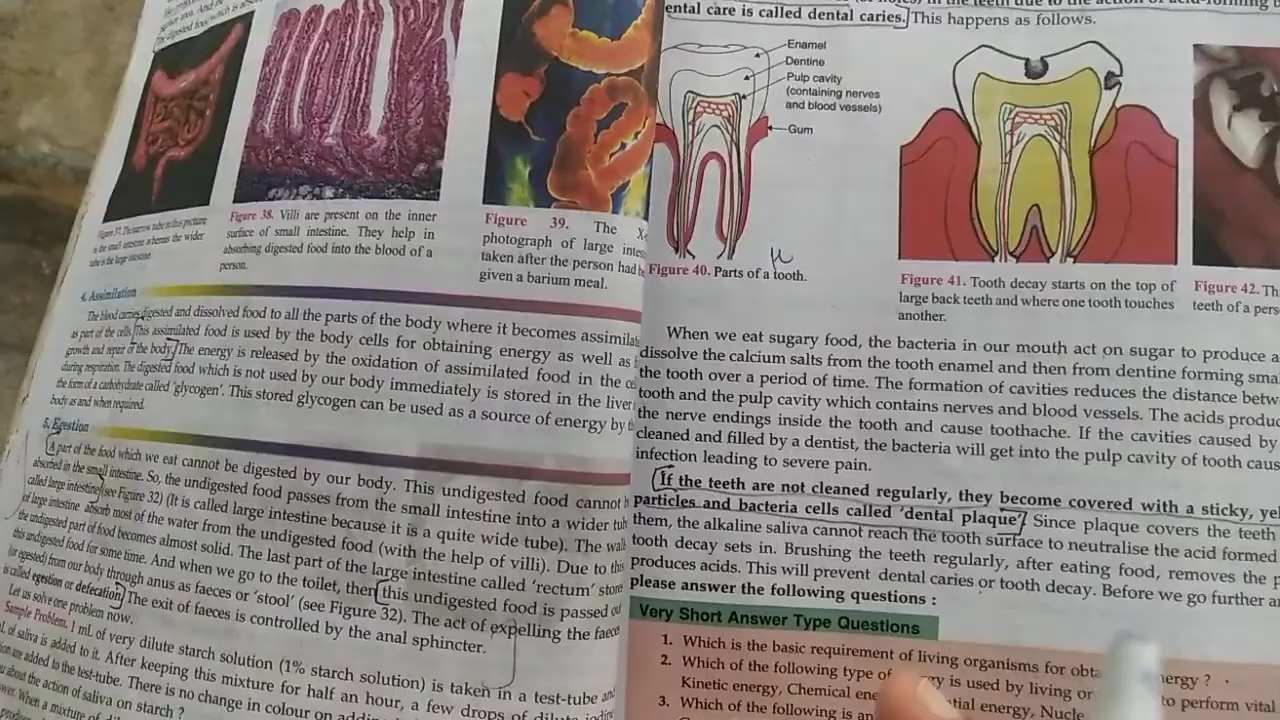 Figure 37. The narrow tube in this picture
is the small intestine whereas the wider
tube is the large intestine.
Figure 38. Villi are present on the inner
surface of small intestine. They help in
absorbing digested food into the blood of a
person.
Figure 39. The X-
photograph of large intes
taken after the person had b
given a barium meal.
4. Assimilation
The blood carries digested and dissolved food to all the parts of the body where it becomes assimila
as part of the cells. This assimilated food is used by the body cells for obtaining energy as well as f
growth and repair of the body. The energy is released by the oxidation of assimilated food in the ce
during respiration. The digested food which is not used by our body immediately is stored in the liver
the form of a carbohydrate called 'glycogen'. This stored glycogen can be used as a source of energy by t
body as and when required.
5. Egestion
A part of the food which we eat cannot be digested by our body. This undigested food cannot b
absorbed in the small intestine. So, the undigested food passes from the small intestine into a wider tub
called large intestine (see Figure 32) (It is called large intestine because it is a quite wide tube). The wall
of large intestine absorb most of the water from the undigested food (with the help of villi). Due to this
the undigested part of food becomes almost solid. The last part of the large intestine called 'rectum' store
this undigested food for some time. And when we go to the toilet, then this undigested food is passed ou
(or egested) from our body through anus as faeces or 'stool' (see Figure 32). The act of expelling the faeces
is called egestion or defecation. The exit of faeces is controlled by the anal sphincter.
Let us solve one problem now.
Sample Problem. 1 mL of very dilute starch solution (1% starch solution) is taken in a test-tube and
of saliva is added to it. After keeping this mixture for half an hour, a few drops of dilute iodine
are added to the test-tube. There is no change in colour on
about the action of saliva on starch ?
When a mixture of
ental care is called dental caries. This happens as follows.
Enamel
Dentine
Pulp cavity
(containing nerves
and blood vessels)
Gum
Figure 40. Parts of a tooth.
Figure 41. Tooth decay starts on the top of
large back teeth and where one tooth touches
another.
Figure 42. Th
teeth of a pers
When we eat sugary food, the bacteria in our mouth act on sugar to produce a
dissolve the calcium salts from the tooth enamel and then from dentine forming sma
the tooth over a period of time. The formation of cavities reduces the distance betw
tooth and the pulp cavity which contains nerves and blood vessels. The acids produc
the nerve endings inside the tooth and cause toothache. If the cavities caused by
cleaned and filled by a dentist, the bacteria will get into the pulp cavity of tooth caus
infection leading to severe pain.
If the teeth are not cleaned regularly, they become covered with a sticky, yel
particles and bacteria cells called 'dental plaque'. Since plaque covers the teeth
them, the alkaline saliva cannot reach the tooth surface to neutralise the acid formed
tooth decay sets in. Brushing the teeth regularly, after eating food, removes the p
produces acids. This will prevent dental caries or tooth decay. Before we go further a
please answer the following questions :
Very Short Answer Type Questions
1. Which is the basic requirement of living organisms for obta ergy ?
2. Which of the following type of gy is used by living or to perform vital
Kinetic energy, Chemical ene tial energy, Nucle
3. Which of the following is an